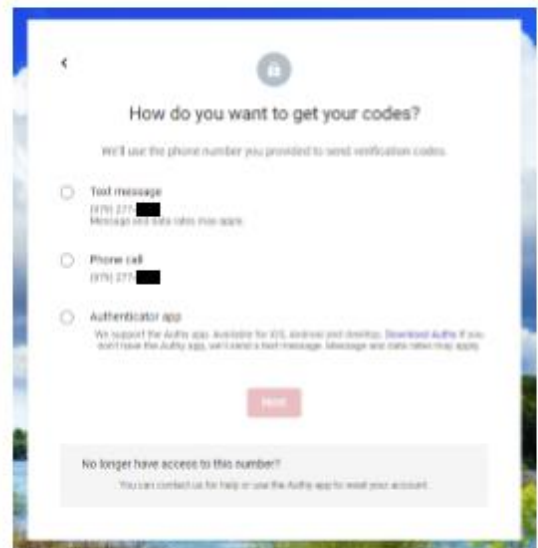 How do you want to get your codes?
We'll use the phone number you provided to send verification codes.
Text message
(979) 277-
Message and data rates may apply.
Phone call
(979) 277-
Authenticator app
We support the Authy app. Available for iOS, Android and desktop. Download Authy If you
don't have the Authy app, we'll send a text message. Message and data rates may apply.
Next
No longer have access to this number?
You can contact us for help or use the Authy app to reset your account.